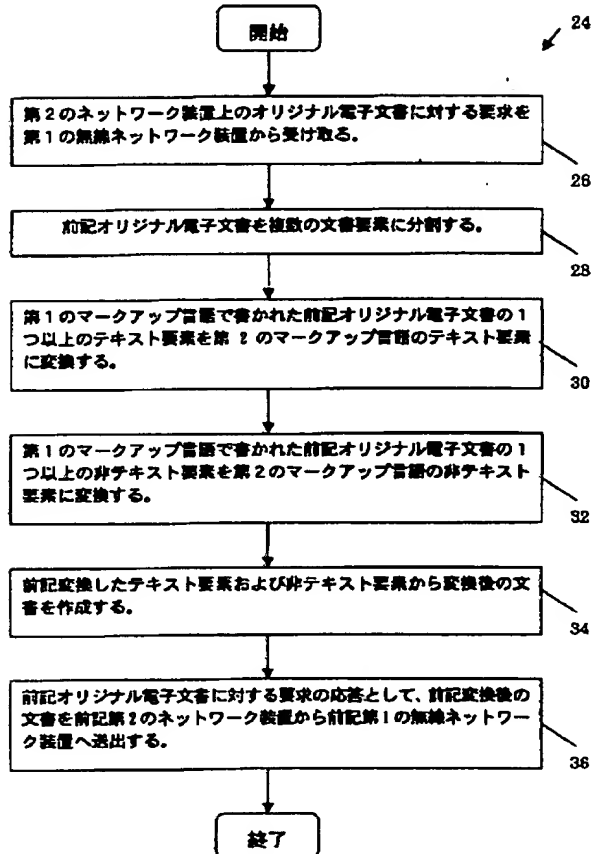 開始
24
第2のネットワーク装置上のオリジナル電子文書に対する要求を
第1の無線ネットワーク装置から受け取る。
26
前記オリジナル電子文書を複数の文書要素に分割する。
28
第1のマークアップ言語で書かれた前記オリジナル電子文書の1
つ以上のテキスト要素を第2のマークアップ言語のテキスト要素
に変換する。
30
第1のマークアップ言語で書かれた前記オリジナル電子文書の1
つ以上の非テキスト要素を第2のマークアップ言語の非テキスト
要素に変換する。
32
前記変換したテキスト要素および非テキスト要素から変換後の文
書を作成する。
34
前記オリジナル電子文書に対する要求の応答として、前記変換後の
文書を前記第2のネットワーク装置から前記第1の無線ネットワー
ク装置へ送出する。
36
終了